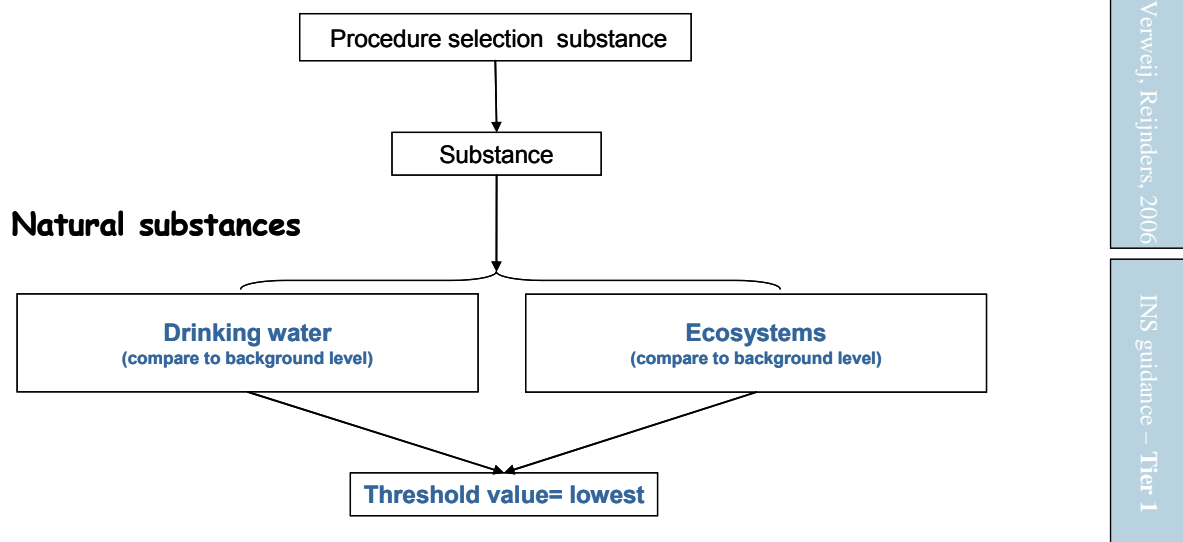 Procedure selection substance
Substance
Natural substances
Drinking water
(compare to background level)
Ecosystems
(compare to background level)
Threshold value= lowest
Verweij, Reijnders, 2006
INS guidance – Tier 1